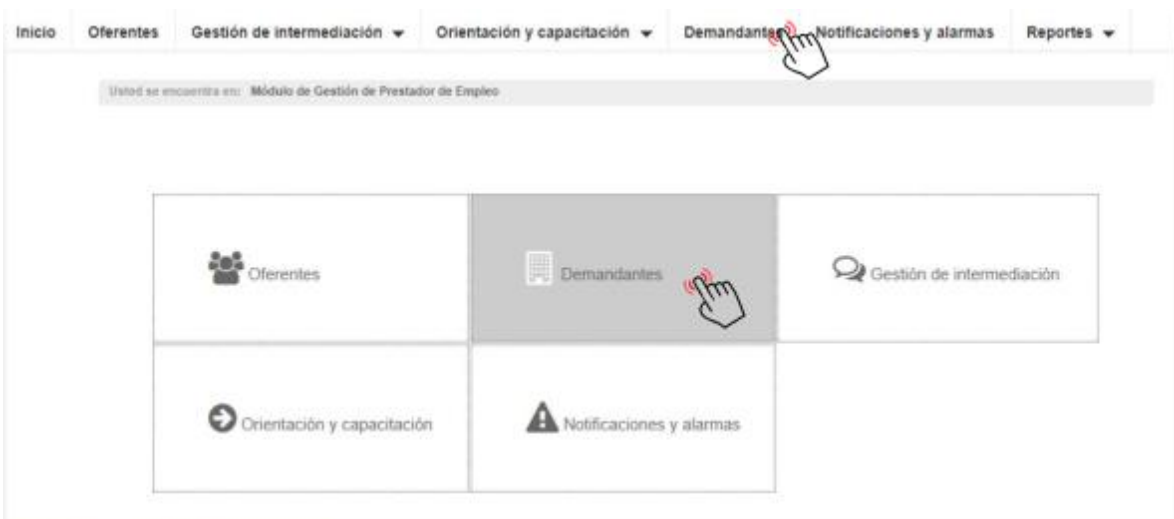 Inicio Oferentes Gestión de intermediación Orientación y capacitación Demandantes Notificaciones y alarmas Reportes
Usted se encuentra en: Módulo de Gestión de Prestador de Empleo
Oferentes Demandantes Gestión de intermediación
Orientación y capacitación Notificaciones y alarmas